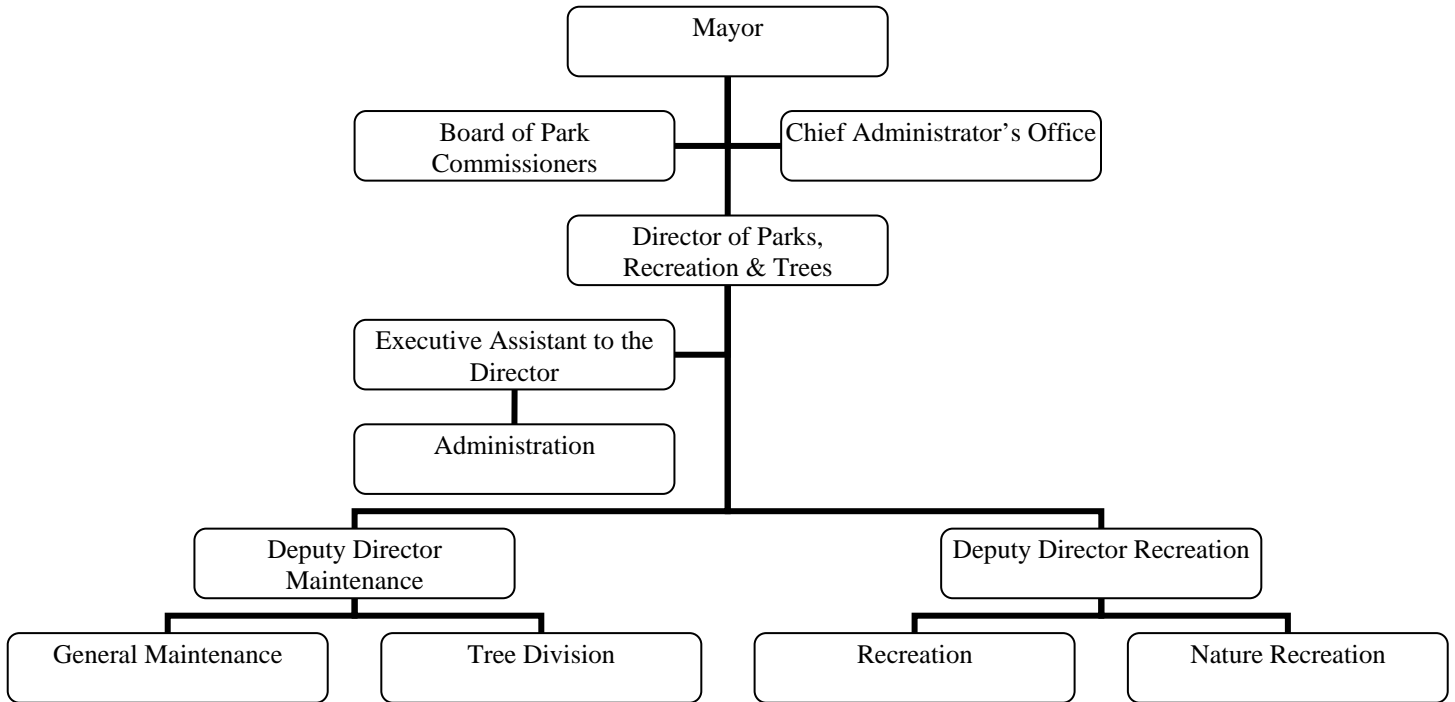 Mayor
Board of Park
Commissioners
Chief Administrator’s Office
Director of Parks,
Recreation & Trees
Executive Assistant to the
Director
Administration
Deputy Director
Maintenance
Deputy Director Recreation
General Maintenance
Tree Division
Recreation
Nature Recreation